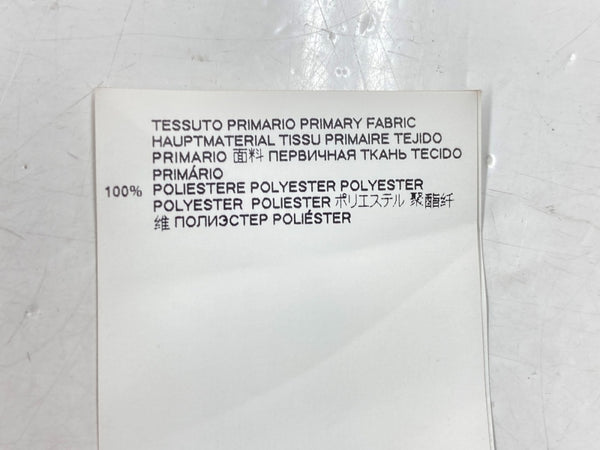 TESSUTO PRIMARIO PRIMARY FABRIC
HAUPTMATERIAL TISSU PRIMAIRE TEJIDO
PRIMARIO 面料 ПЕРВИЧНАЯ ТКАНЬ TECIDO
PRIMÁRIO
100% POLIESTERE POLYESTER POLYESTER
POLYESTER POLIESTER ポリエステル 聚酯纤
维 ПОЛИЭСТЕР POLIÉSTER